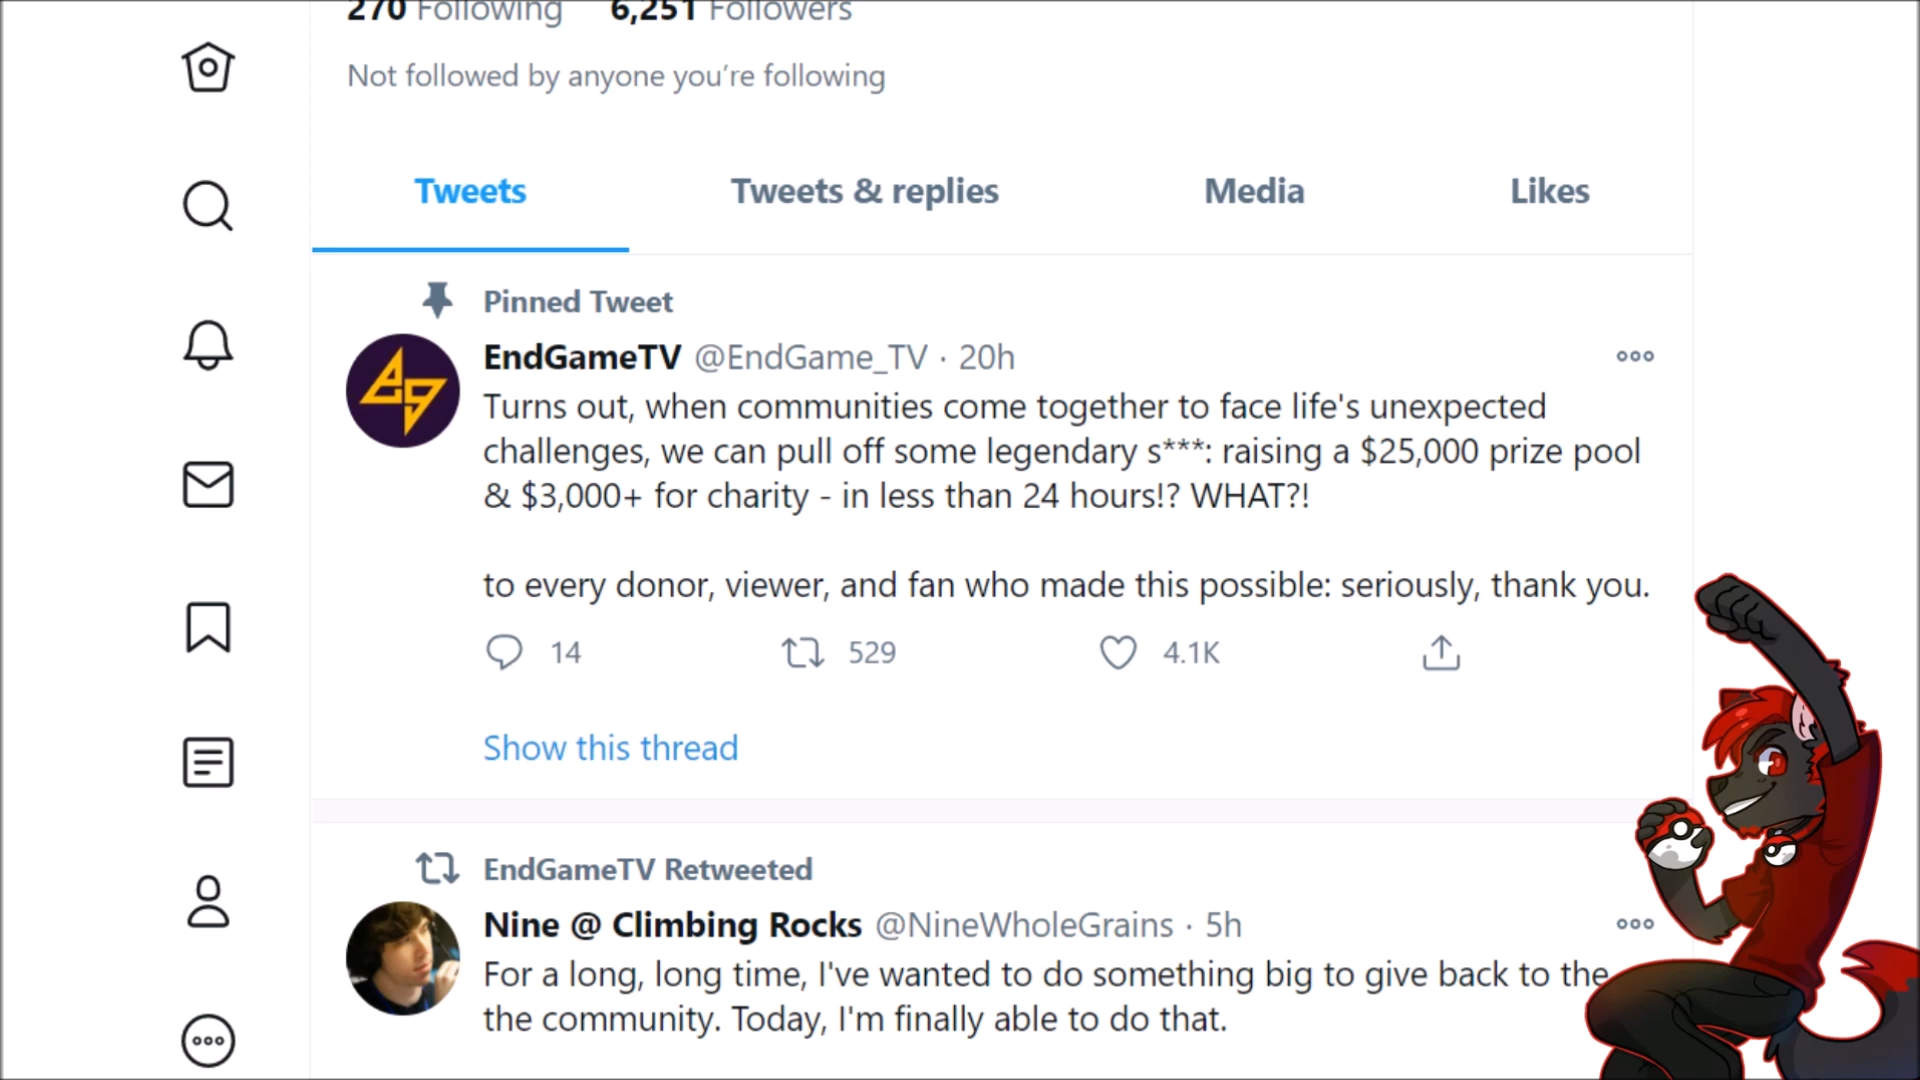 270 Following 6,251 Followers
Not followed by anyone you're following
Tweets Tweets & replies Media Likes
Pinned Tweet
EndGameTV @EndGame_TV · 20h
Turns out, when communities come together to face life's unexpected
challenges, we can pull off some legendary s***: raising a $25,000 prize pool
& $3,000+ for charity - in less than 24 hours!? WHAT?!
to every donor, viewer, and fan who made this possible: seriously, thank you.
14 529 4.1K
Show this thread
EndGameTV Retweeted
Nine @ Climbing Rocks @NineWholeGrains · 5h
For a long, long time, I've wanted to do something big to give back to the
the community. Today, I'm finally able to do that.